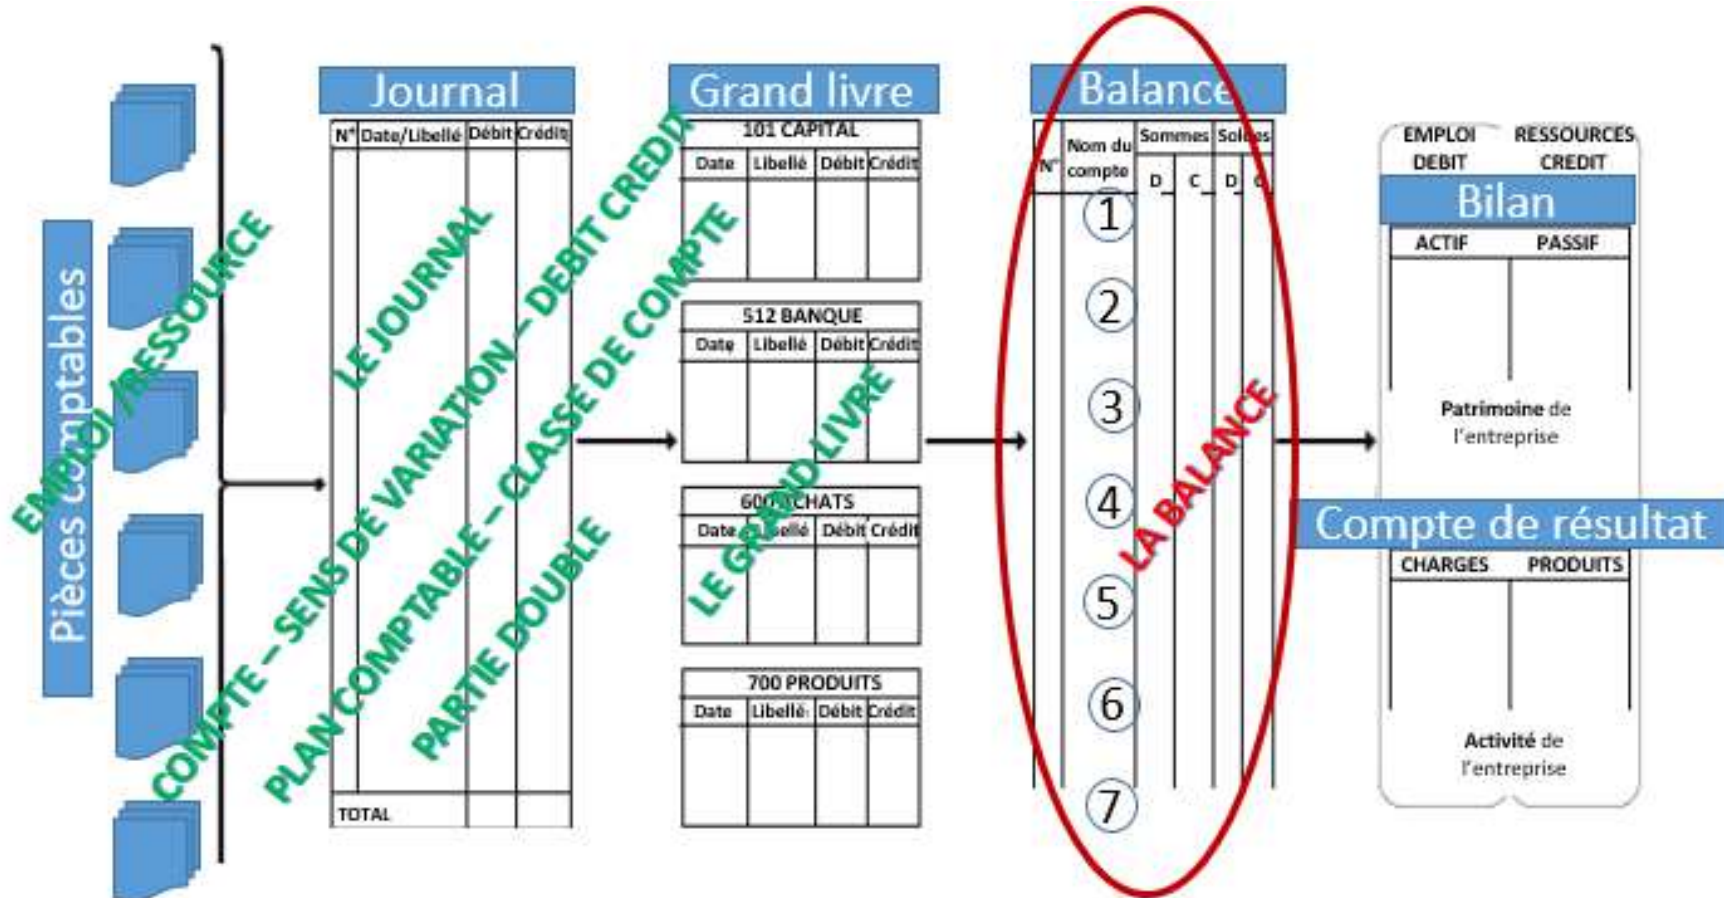 Pièces comptables
EMPLOI /RESSOURCE
Journal
N° Date/Libellé Débit Crédit
LE JOURNAL
COMPTE – SENS DE VARIATION – DEBIT CREDIT
PLAN COMPTABLE – CLASSE DE COMPTE
PARTIE DOUBLE
TOTAL
Grand livre
101 CAPITAL
Date Libellé Débit Crédit
512 BANQUE
Date Libellé Débit Crédit
LE GRAND LIVRE
600 ACHATS
Date Libellé Débit Crédit
700 PRODUITS
Date Libellé Débit Crédit
Balance
N° Nom du compte Sommes Soldes
D C D C
1
2
3
4
5
6
7
LA BALANCE
EMPLOI RESSOURCES
DEBIT CREDIT
Bilan
ACTIF PASSIF
Patrimoine de
l'entreprise
Compte de résultat
CHARGES PRODUITS
Activité de
l'entreprise